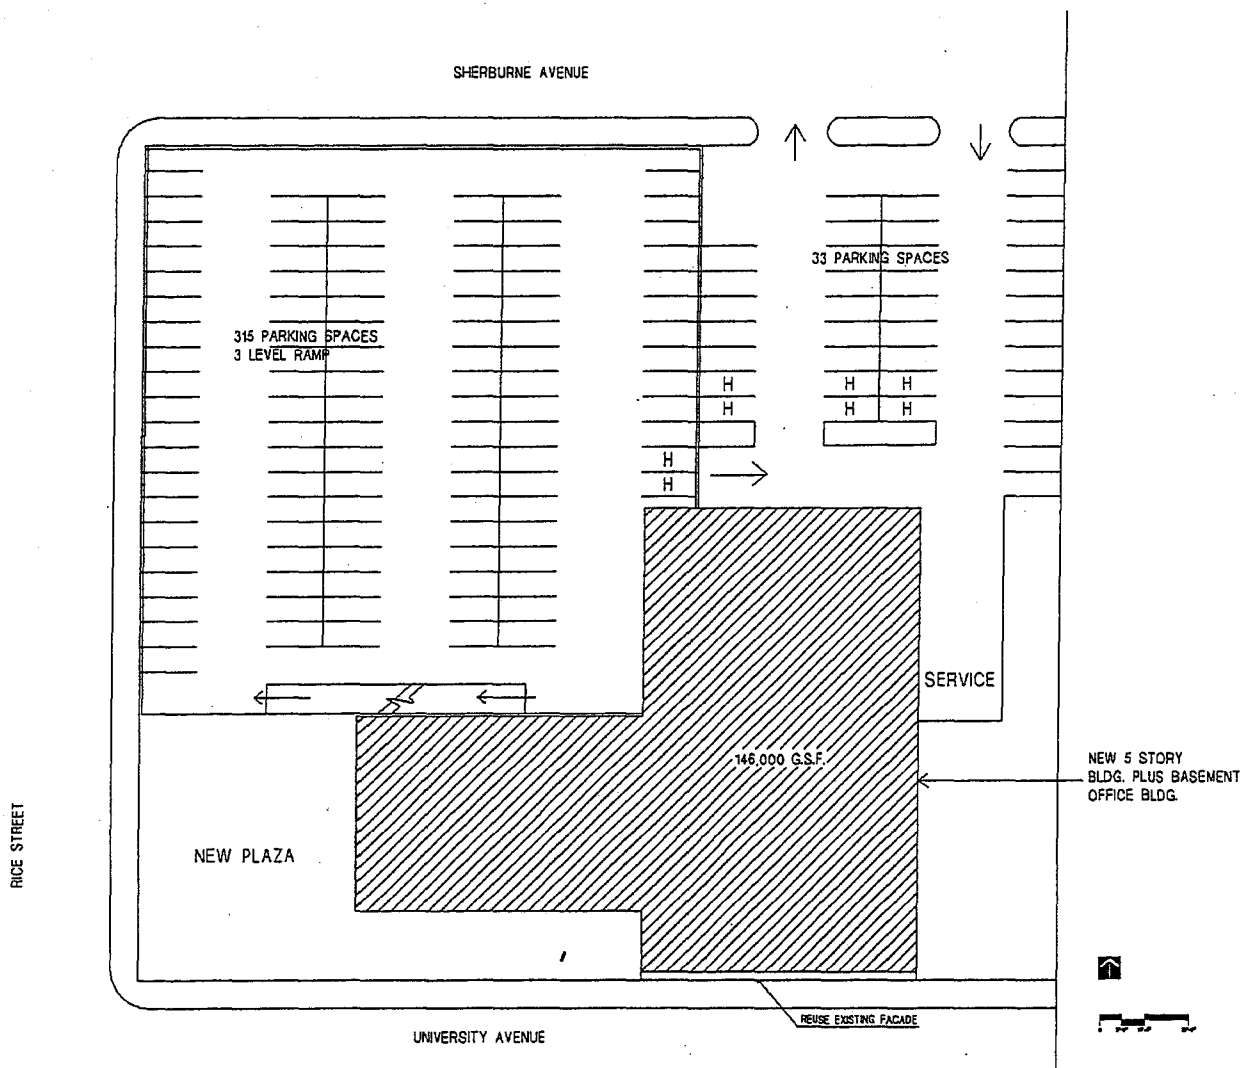 SHERBURNE AVENUE
33 PARKING SPACES
315 PARKING SPACES
3 LEVEL RAMP
H
H H
H
H H
H
H
SERVICE
146,000 G.S.F.
NEW 5 STORY
BLDG. PLUS BASEMENT
OFFICE BLDG.
RICE STREET
NEW PLAZA
REUSE EXISTING FACADE
UNIVERSITY AVENUE